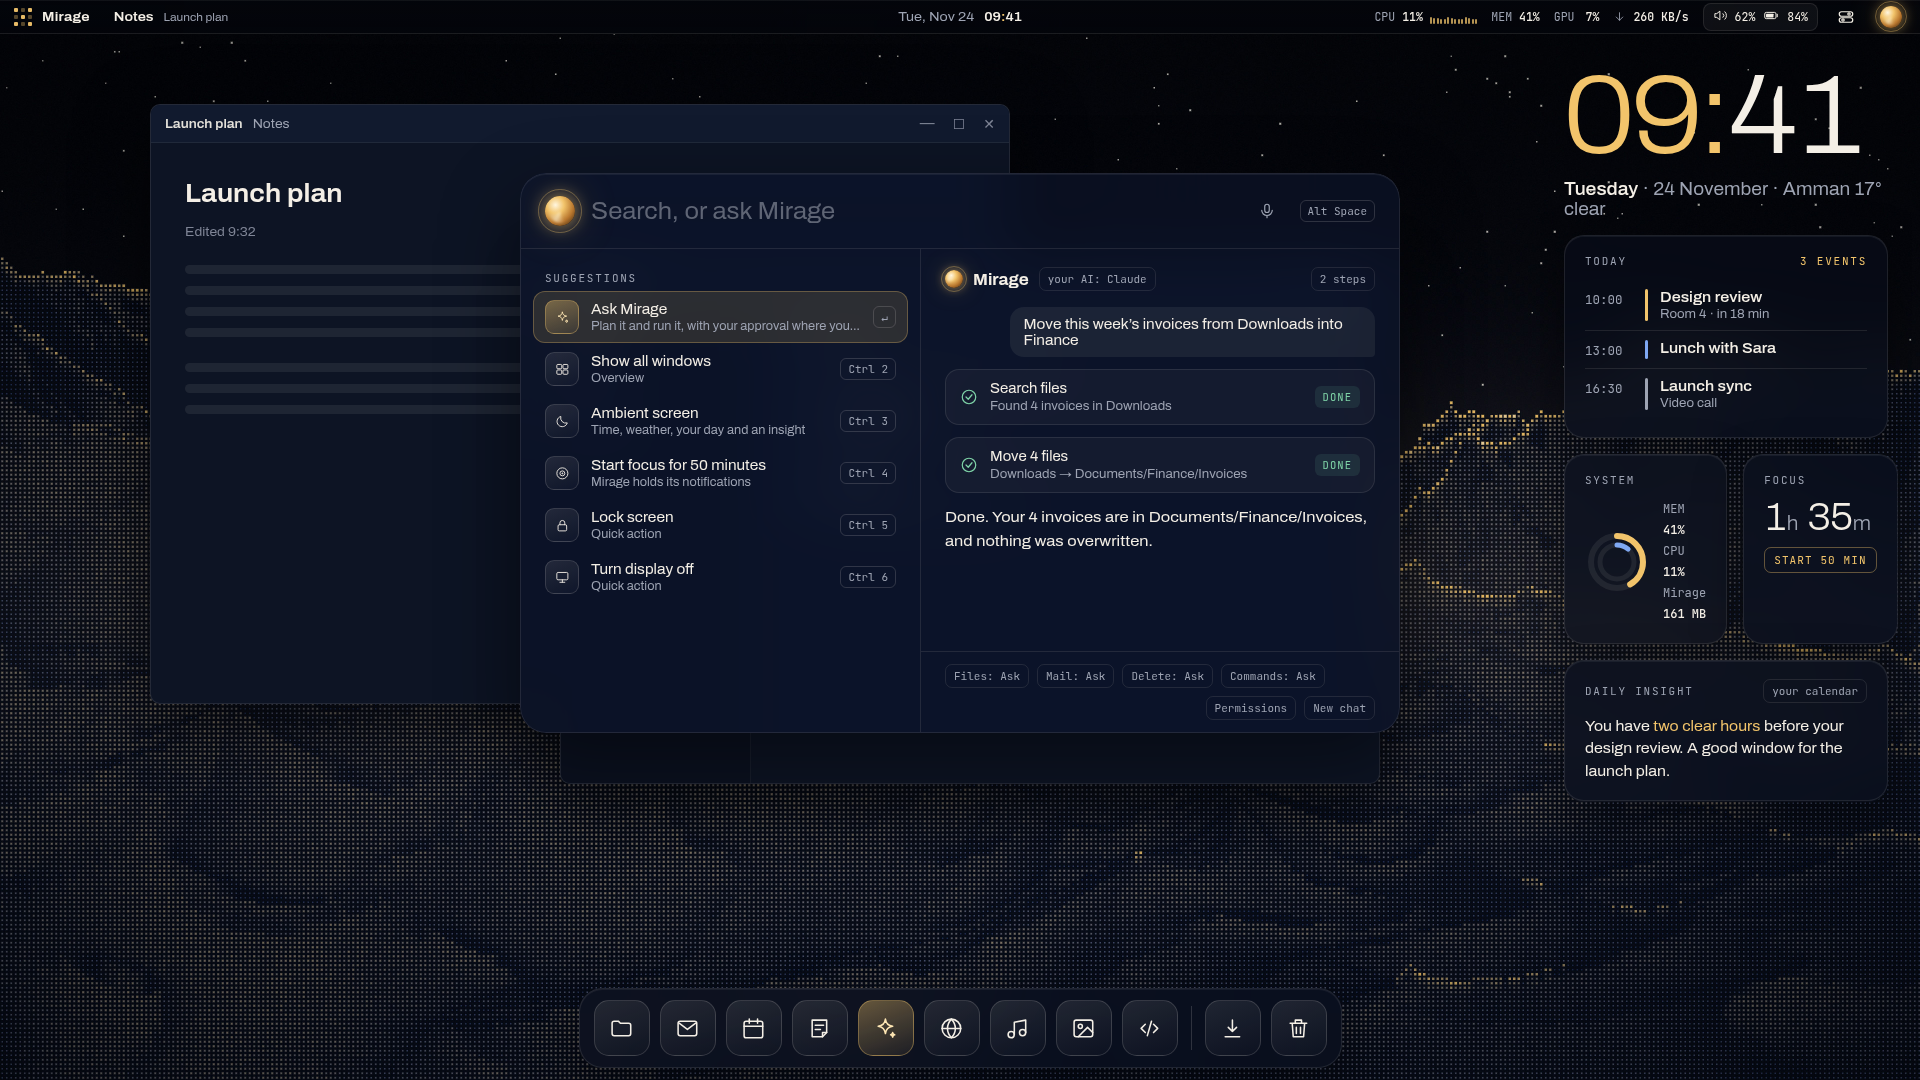 Mirage Notes Launch plan
Tue, Nov 24 09:41
CPU 11% MEM 41% GPU 7% ↓ 260 KB/s 62% 84%
Launch plan Notes
Launch plan
Edited 9:32
Search, or ask Mirage
Alt Space
SUGGESTIONS
Ask Mirage
Plan it and run it, with your approval where you...
↵
Show all windows
Overview
Ctrl 2
Ambient screen
Time, weather, your day and an insight
Ctrl 3
Start focus for 50 minutes
Mirage holds its notifications
Ctrl 4
Lock screen
Quick action
Ctrl 5
Turn display off
Quick action
Ctrl 6
Mirage your AI: Claude 2 steps
Move this week's invoices from Downloads into
Finance
Search files
Found 4 invoices in Downloads
DONE
Move 4 files
Downloads → Documents/Finance/Invoices
DONE
Done. Your 4 invoices are in Documents/Finance/Invoices,
and nothing was overwritten.
Files: Ask Mail: Ask Delete: Ask Commands: Ask
Permissions New chat
09:41
Tuesday · 24 November · Amman 17°
clear
TODAY 3 EVENTS
10:00 Design review
Room 4 · in 18 min
13:00 Lunch with Sara
16:30 Launch sync
Video call
SYSTEM
MEM
41%
CPU
11%
Mirage
161 MB
FOCUS
1h 35m
START 50 MIN
DAILY INSIGHT your calendar
You have two clear hours before your
design review. A good window for the
launch plan.